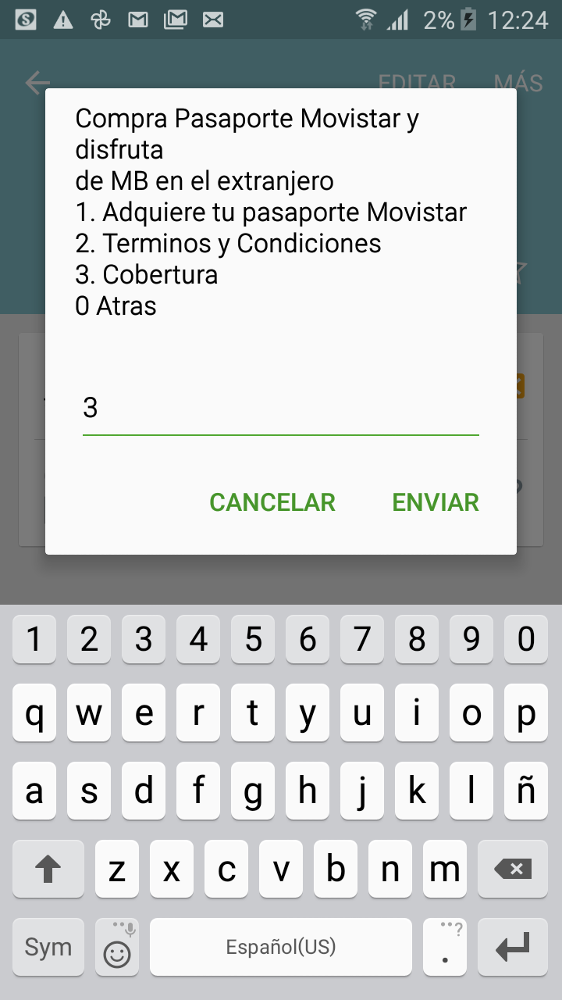 2% 12:24
EDITAR MÁS
Compra Pasaporte Movistar y
disfruta
de MB en el extranjero
1. Adquiere tu pasaporte Movistar
2. Terminos y Condiciones
3. Cobertura
0 Atras
3
CANCELAR ENVIAR
1 2 3 4 5 6 7 8 9 0
q w e r t y u i o p
a s d f g h j k l ñ
z x c v b n m
Sym Español(US) . ?